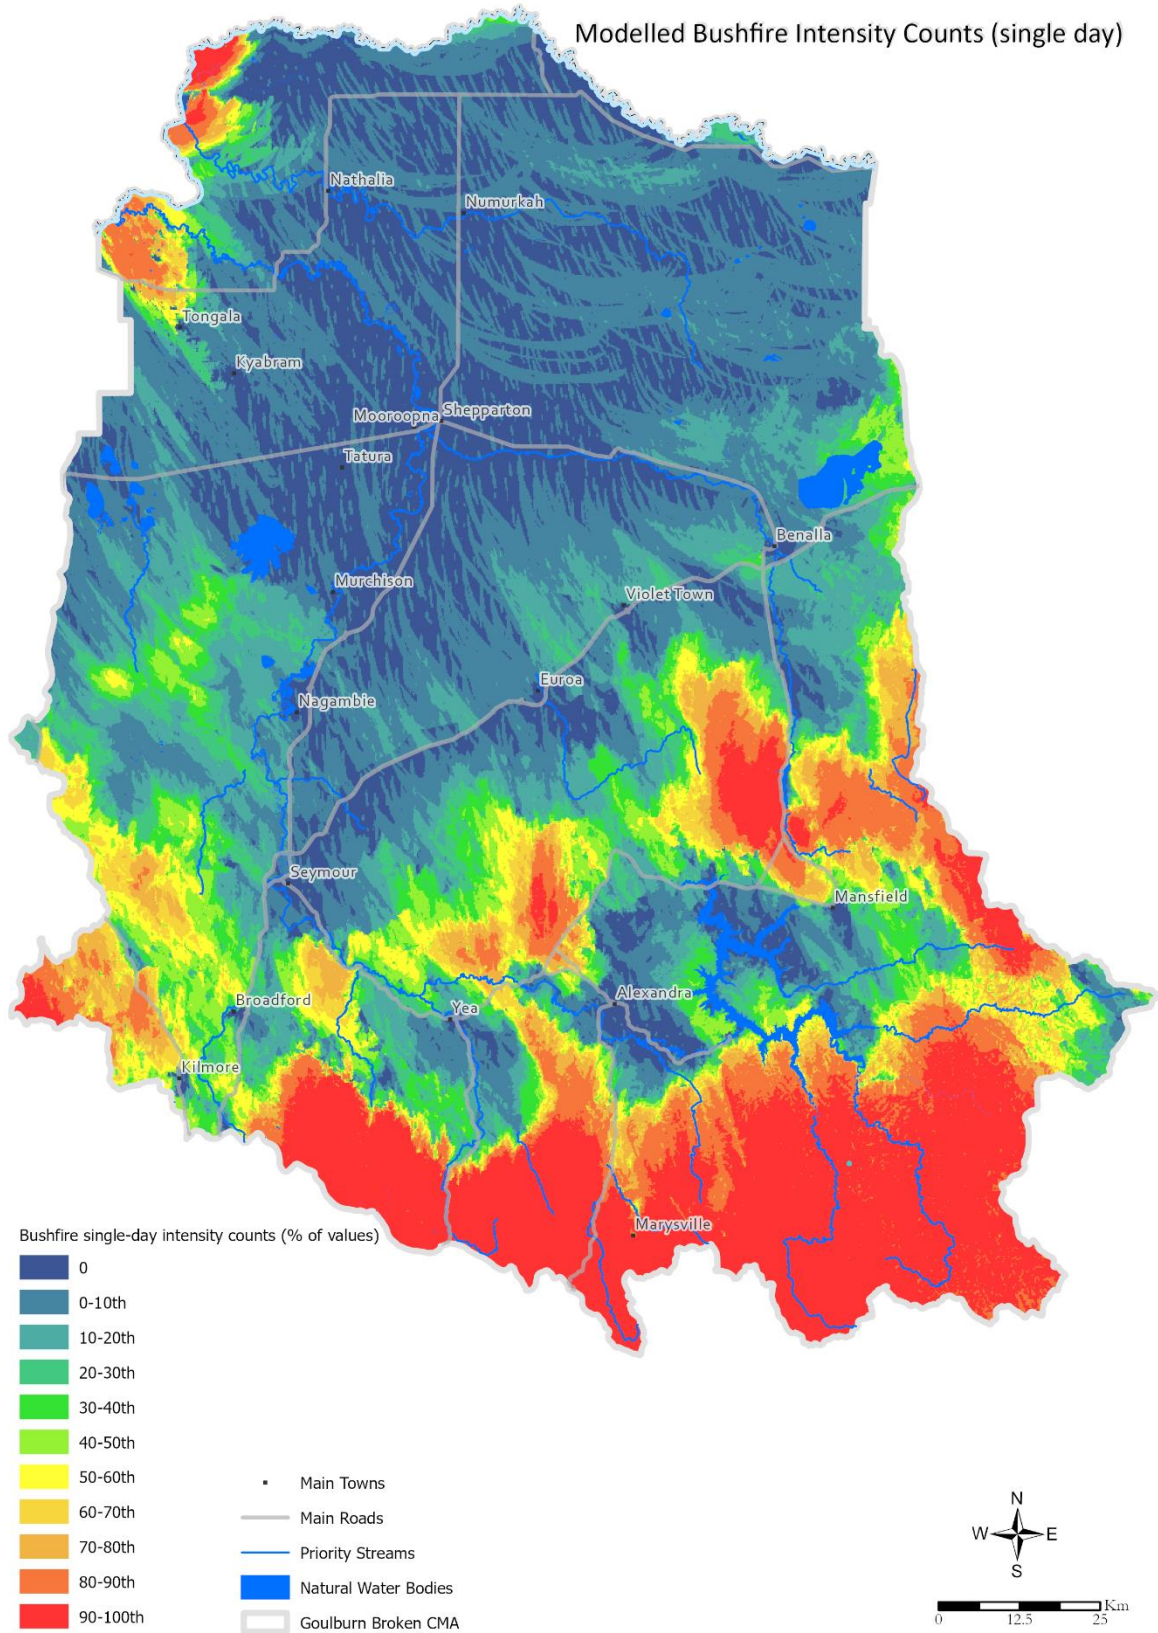 Modelled Bushfire Intensity Counts (single day)
Nathalia
Numurkah
Tongala
Kyabram
Mooroopna
Shepparton
Tatura
Benalla
Murchison
Violet Town
Euroa
Nagambie
Seymour
Mansfield
Broadford
Yea
Alexandra
Kilmore
Marysville
Bushfire single-day intensity counts (% of values)
0
0-10th
10-20th
20-30th
30-40th
40-50th
50-60th
60-70th
70-80th
80-90th
90-100th
Main Towns
Main Roads
Priority Streams
Natural Water Bodies
Goulburn Broken CMA
N
W E
S
Km
0 12.5 25